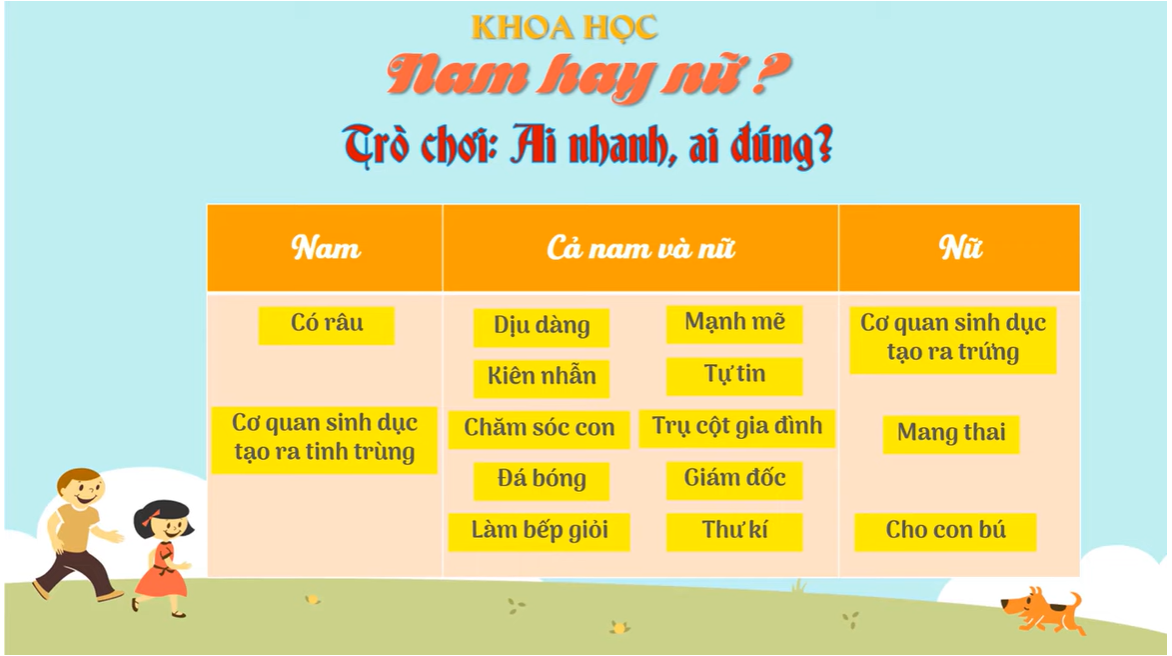 KHOA HỌC
Nam hay nữ?
Trò chơi: Ai nhanh, ai đúng?
Nam
Cả nam và nữ
Nữ
Có râu
Cơ quan sinh dục
tạo ra tinh trùng
Dịu dàng
Mạnh mẽ
Kiên nhẫn
Tự tin
Chăm sóc con
Trụ cột gia đình
Đá bóng
Giám đốc
Làm bếp giỏi
Thư kí
Cơ quan sinh dục
tạo ra trứng
Mang thai
Cho con bú